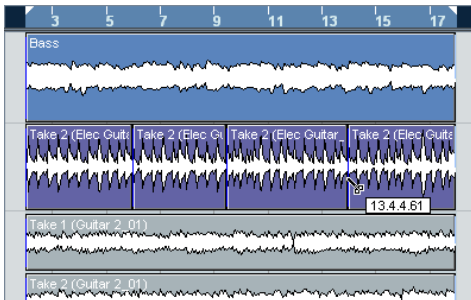 3 5 7 9 11 13 15 17
Bass
Take 2 (Elec Guita Take 2 (Elec Gu Take 2 (Elec Guitar Take 2 (Elec Guita
13.4.4.61
Take 1 (Guitar 2_01)
Take 2 (Guitar 2_01)